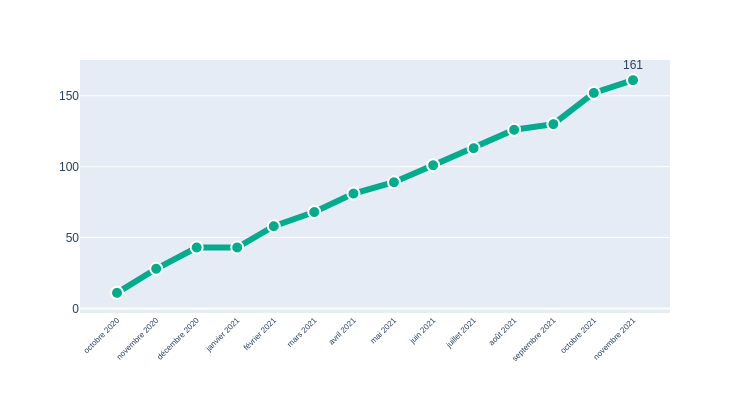 161
150
100
50
0
octobre 2020
novembre 2020
décembre 2020
janvier 2021
février 2021
mars 2021
avril 2021
mai 2021
juin 2021
juillet 2021
août 2021
septembre 2021
octobre 2021
novembre 2021